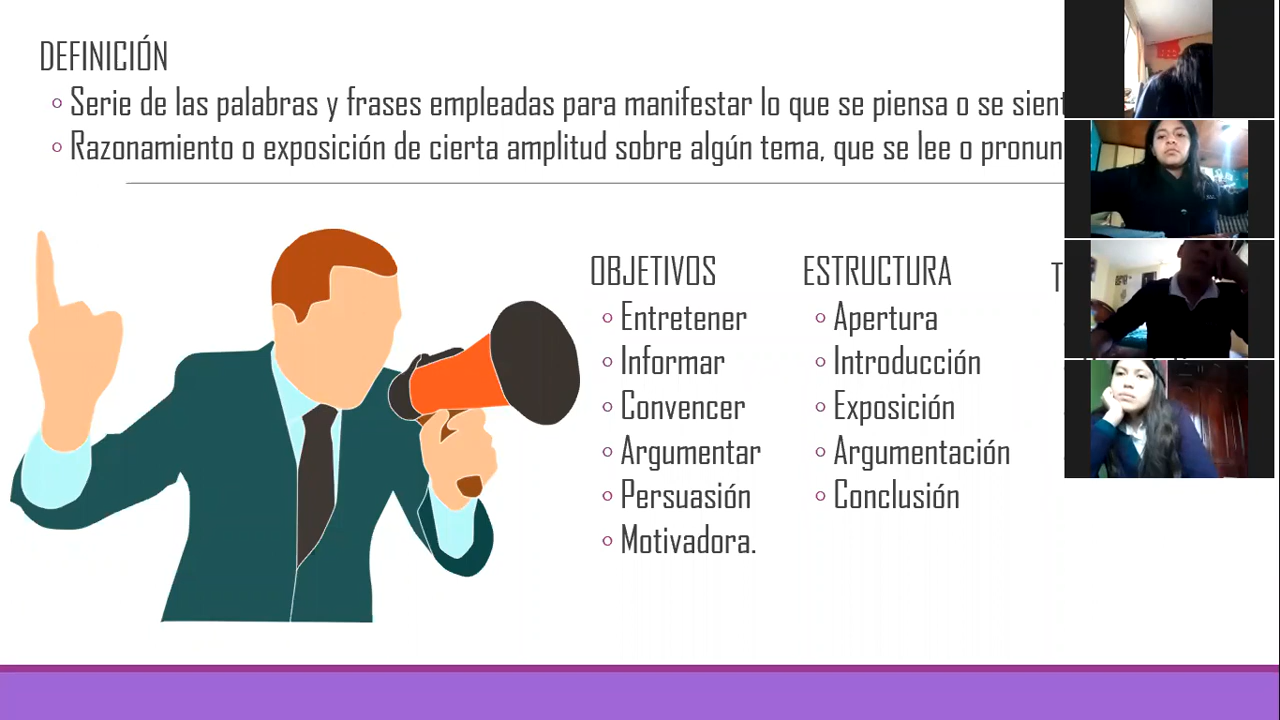 DEFINICIÓN
◦ Serie de las palabras y frases empleadas para manifestar lo que se piensa o se
◦ Razonamiento o exposición de cierta amplitud sobre algún tema, que se lee o
OBJETIVOS
◦ Entretener
◦ Informar
◦ Convencer
◦ Argumentar
◦ Persuasión
◦ Motivadora.
ESTRUCTURA
◦ Apertura
◦ Introducción
◦ Exposición
◦ Argumentación
◦ Conclusión